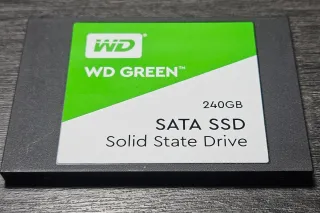 WD
WD GREEN™
240GB
SATA SSD
Solid State Drive